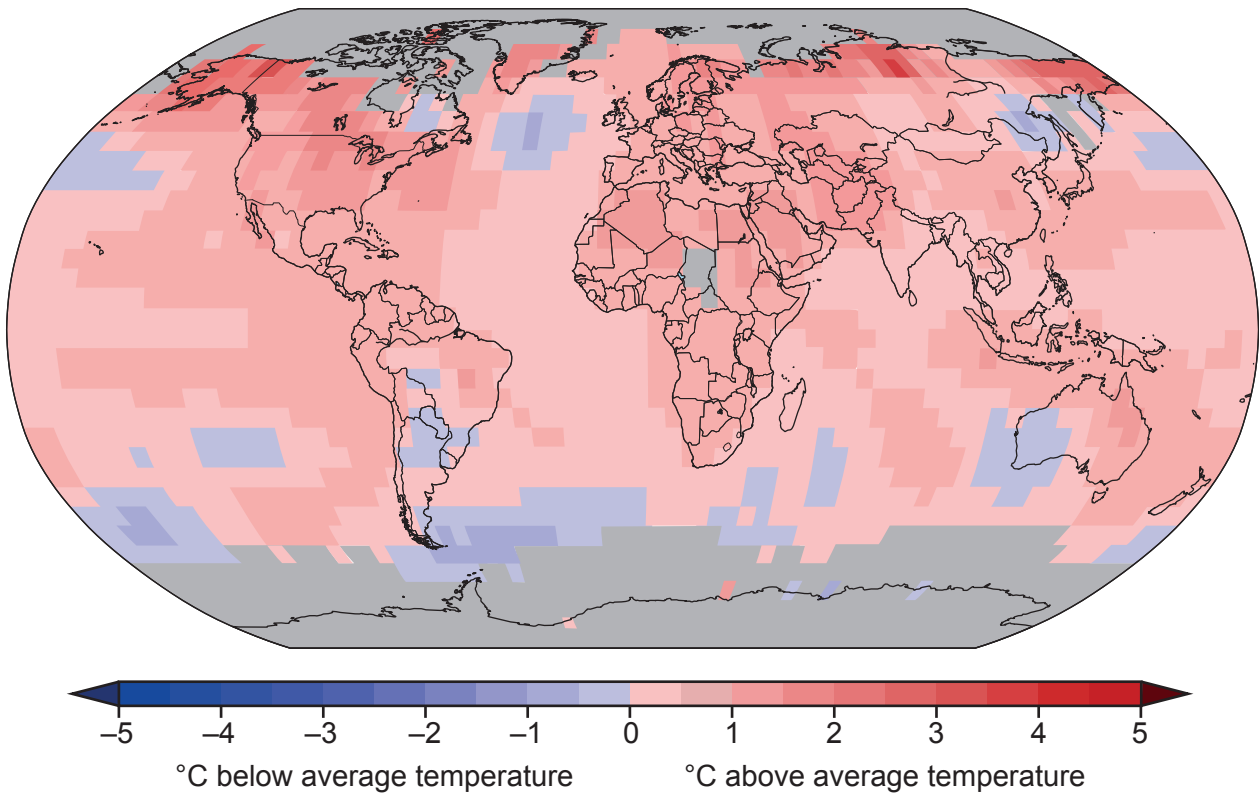 –5 –4 –3 –2 –1 0 1 2 3 4 5
°C below average temperature °C above average temperature